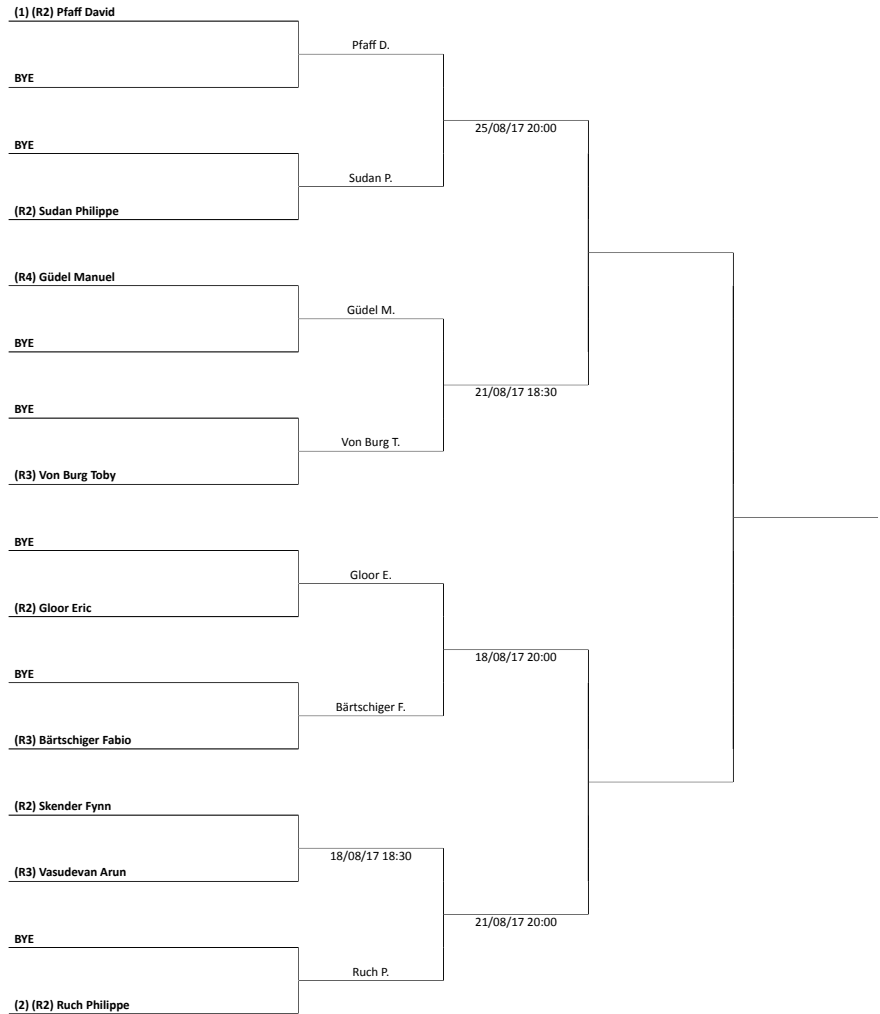 (1) (R2) Pfaff David
Pfaff D.
BYE
25/08/17 20:00
BYE
Sudan P.
(R2) Sudan Philippe
(R4) Güdel Manuel
Güdel M.
BYE
21/08/17 18:30
BYE
Von Burg T.
(R3) Von Burg Toby
BYE
Gloor E.
(R2) Gloor Eric
18/08/17 20:00
BYE
Bärtschiger F.
(R3) Bärtschiger Fabio
(R2) Skender Fynn
18/08/17 18:30
(R3) Vasudevan Arun
21/08/17 20:00
BYE
Ruch P.
(2) (R2) Ruch Philippe